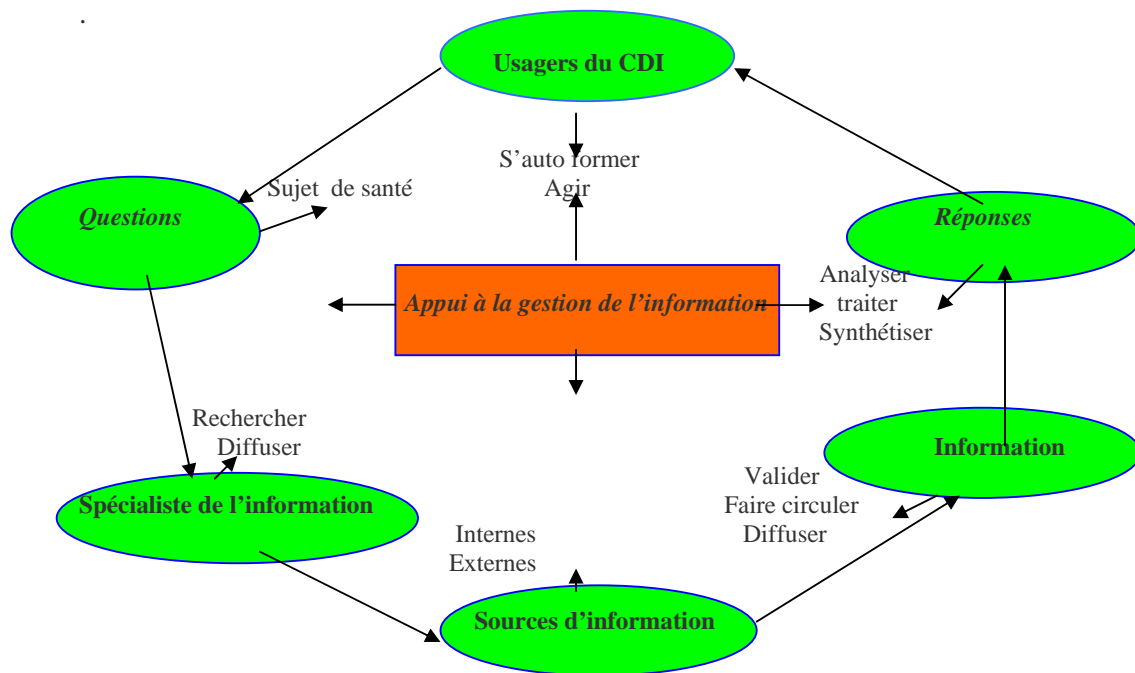 .
Usagers du CDI
S’auto former
Agir
Sujet de santé
Questions
Réponses
Analyser
traiter
Synthétiser
Appui à la gestion de l’information
Rechercher
Diffuser
Information
Valider
Faire circuler
Diffuser
Spécialiste de l’information
Internes
Externes
Sources d’information